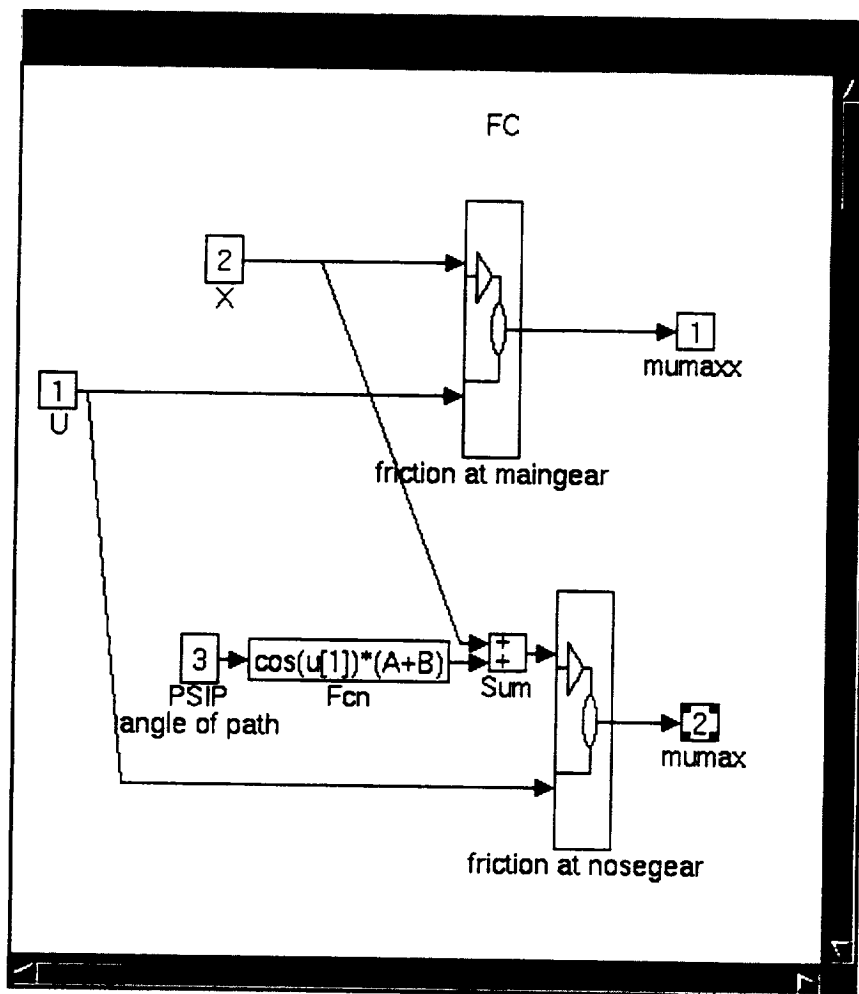 FC
2
X
1
mumaxx
1
U
friction at maingear
3
cos(u[1])*(A+B)
+
+
PSIP
Fcn
Sum
angle of path
2
mumax
friction at nosegear